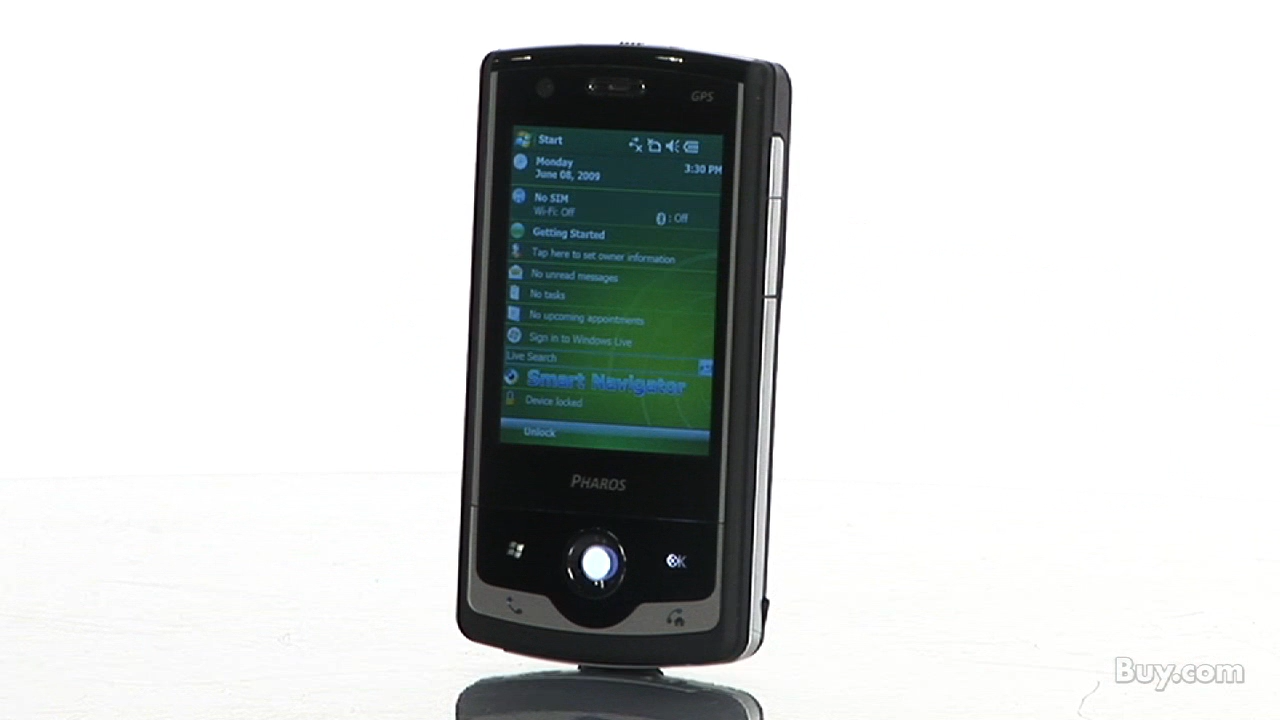 GPS
Start
Monday
June 08, 2009
3:30 PM
No SIM
Wi-Fi: Off
: Off
Getting Started
Tap here to set owner information
No unread messages
No tasks
No upcoming appointments
Sign in to Windows Live
Live Search
Smart Navigator
Device locked
Unlock
PHAROS
OK
Buy.com